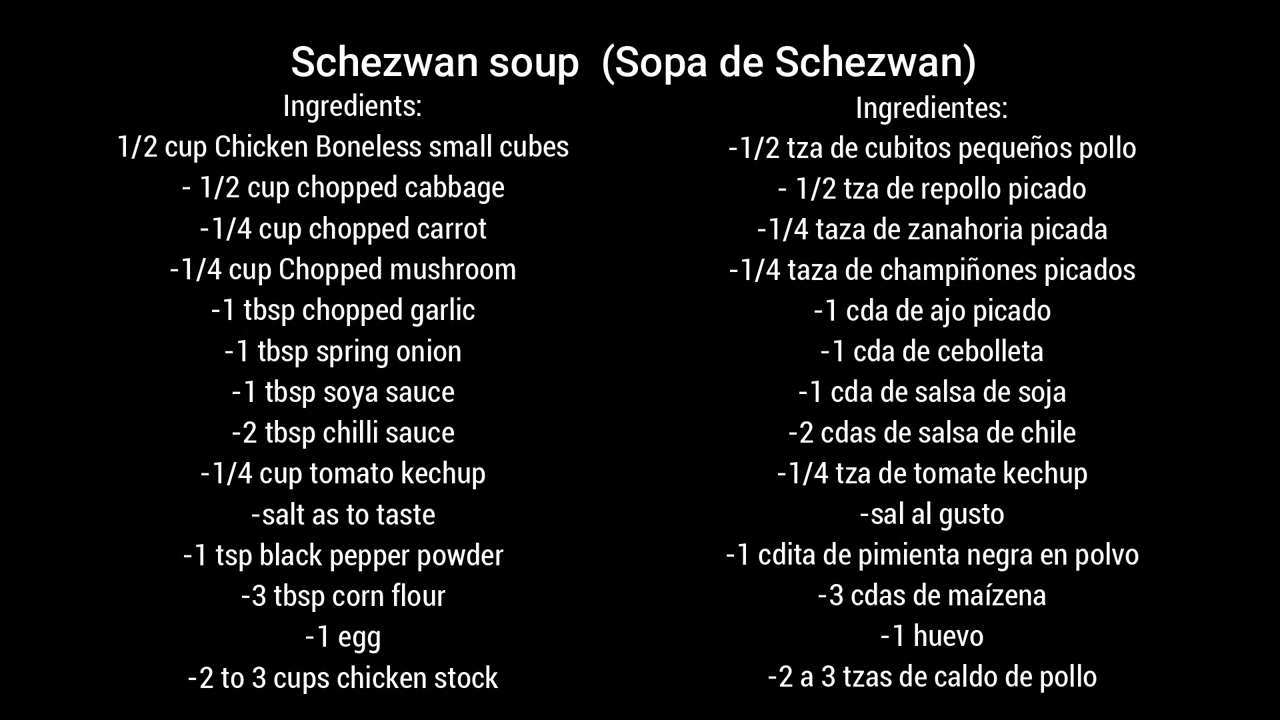 Schezwan soup  (Sopa de Schezwan)
Ingredients:
1/2 cup Chicken Boneless small cubes
- 1/2 cup chopped cabbage
-1/4 cup chopped carrot
-1/4 cup Chopped mushroom
-1 tbsp chopped garlic
-1 tbsp spring onion
-1 tbsp soya sauce
-2 tbsp chilli sauce
-1/4 cup tomato kechup
-salt as to taste
-1 tsp black pepper powder
-3 tbsp corn flour
-1 egg
-2 to 3 cups chicken stock
Ingredientes:
-1/2 tza de cubitos pequeños pollo
- 1/2 tza de repollo picado
-1/4 taza de zanahoria picada
-1/4 taza de champiñones picados
-1 cda de ajo picado
-1 cda de cebolleta
-1 cda de salsa de soja
-2 cdas de salsa de chile
-1/4 tza de tomate kechup
-sal al gusto
-1 cdita de pimienta negra en polvo
-3 cdas de maízena
-1 huevo
-2 a 3 tzas de caldo de pollo